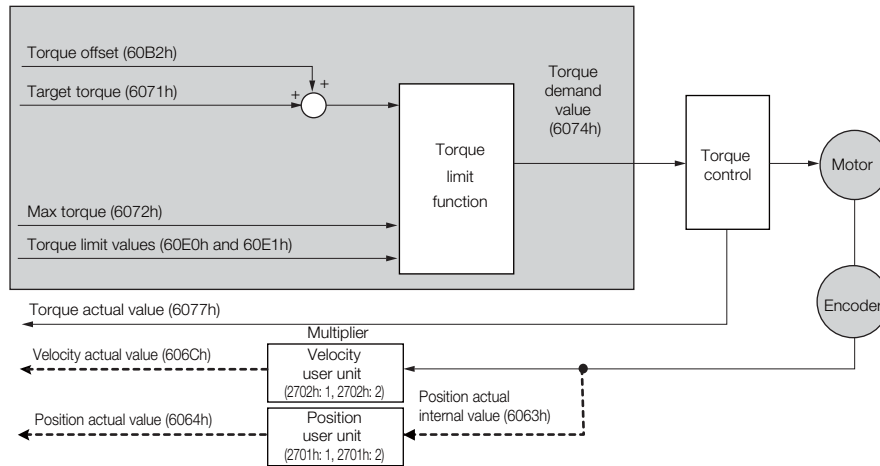 Torque offset (60B2h)
+
Target torque (6071h)
+
Torque
demand
value
(6074h)
Torque
limit
function
Torque
control
Motor
Max torque (6072h)
Torque limit values (60E0h and 60E1h)
Encoder
Torque actual value (6077h)
Multiplier
Velocity actual value (606Ch)
Velocity
user unit
(2702h: 1, 2702h: 2)
Position actual
internal value (6063h)
Position actual value (6064h)
Position
user unit
(2701h: 1, 2701h: 2)